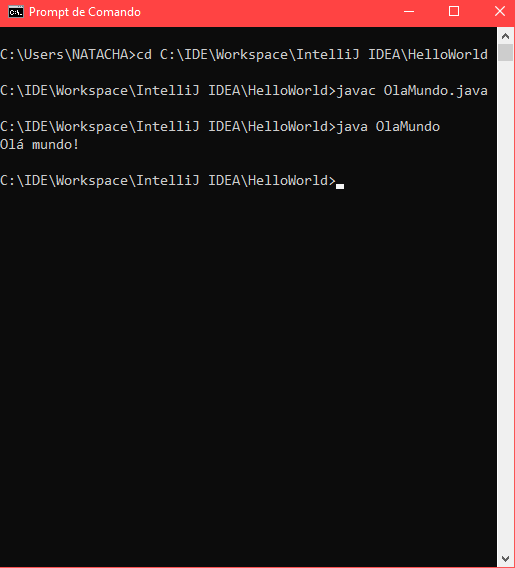 Prompt de Comando
C:\Users\NATACHA>cd C:\IDE\Workspace\IntelliJ IDEA\HelloWorld
C:\IDE\Workspace\IntelliJ IDEA\HelloWorld>javac OlaMundo.java
C:\IDE\Workspace\IntelliJ IDEA\HelloWorld>java OlaMundo
Olá mundo!
C:\IDE\Workspace\IntelliJ IDEA\HelloWorld>